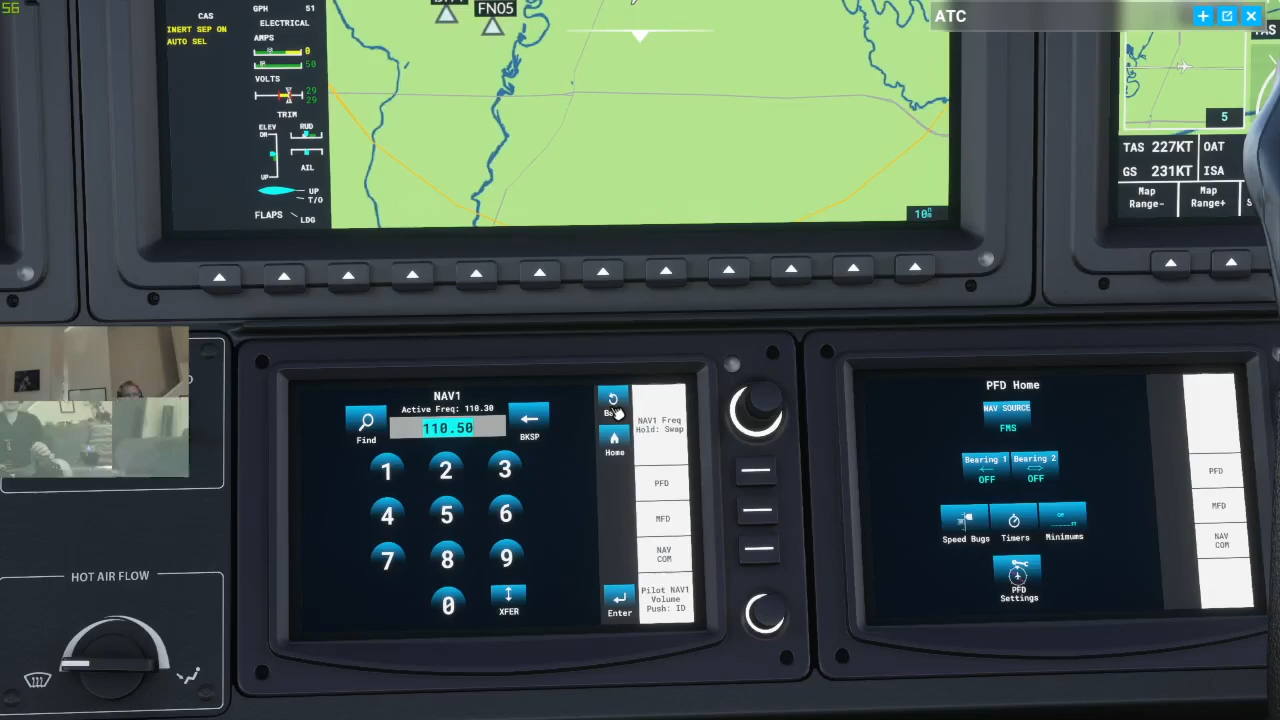 56
CAS
INERT SEP ON
AUTO SEL
GPH 51
ELECTRICAL
AMPS
0
50
VOLTS
29
29
TRIM
ELEV
DN
RUD
AIL
UP
UP
T/O
FLAPS
LDG
FN05
10
ATC
5
TAS 227KT OAT
GS 231KT ISA
Map
Range-
Map
Range+
NAV1
Active Freq: 110.30
110.50
Find
BKSP
1 2 3
4 5 6
7 8 9
0
XFER
Home
Enter
NAV1 Freq
Hold: Swap
PFD
MFD
NAV
COM
Pilot NAV1
Volume
Push: ID
PFD Home
NAV SOURCE
FMS
Bearing 1
OFF
Bearing 2
OFF
Speed Bugs
Timers
Minimums
PFD
Settings
PFD
MFD
NAV
COM
HOT AIR FLOW